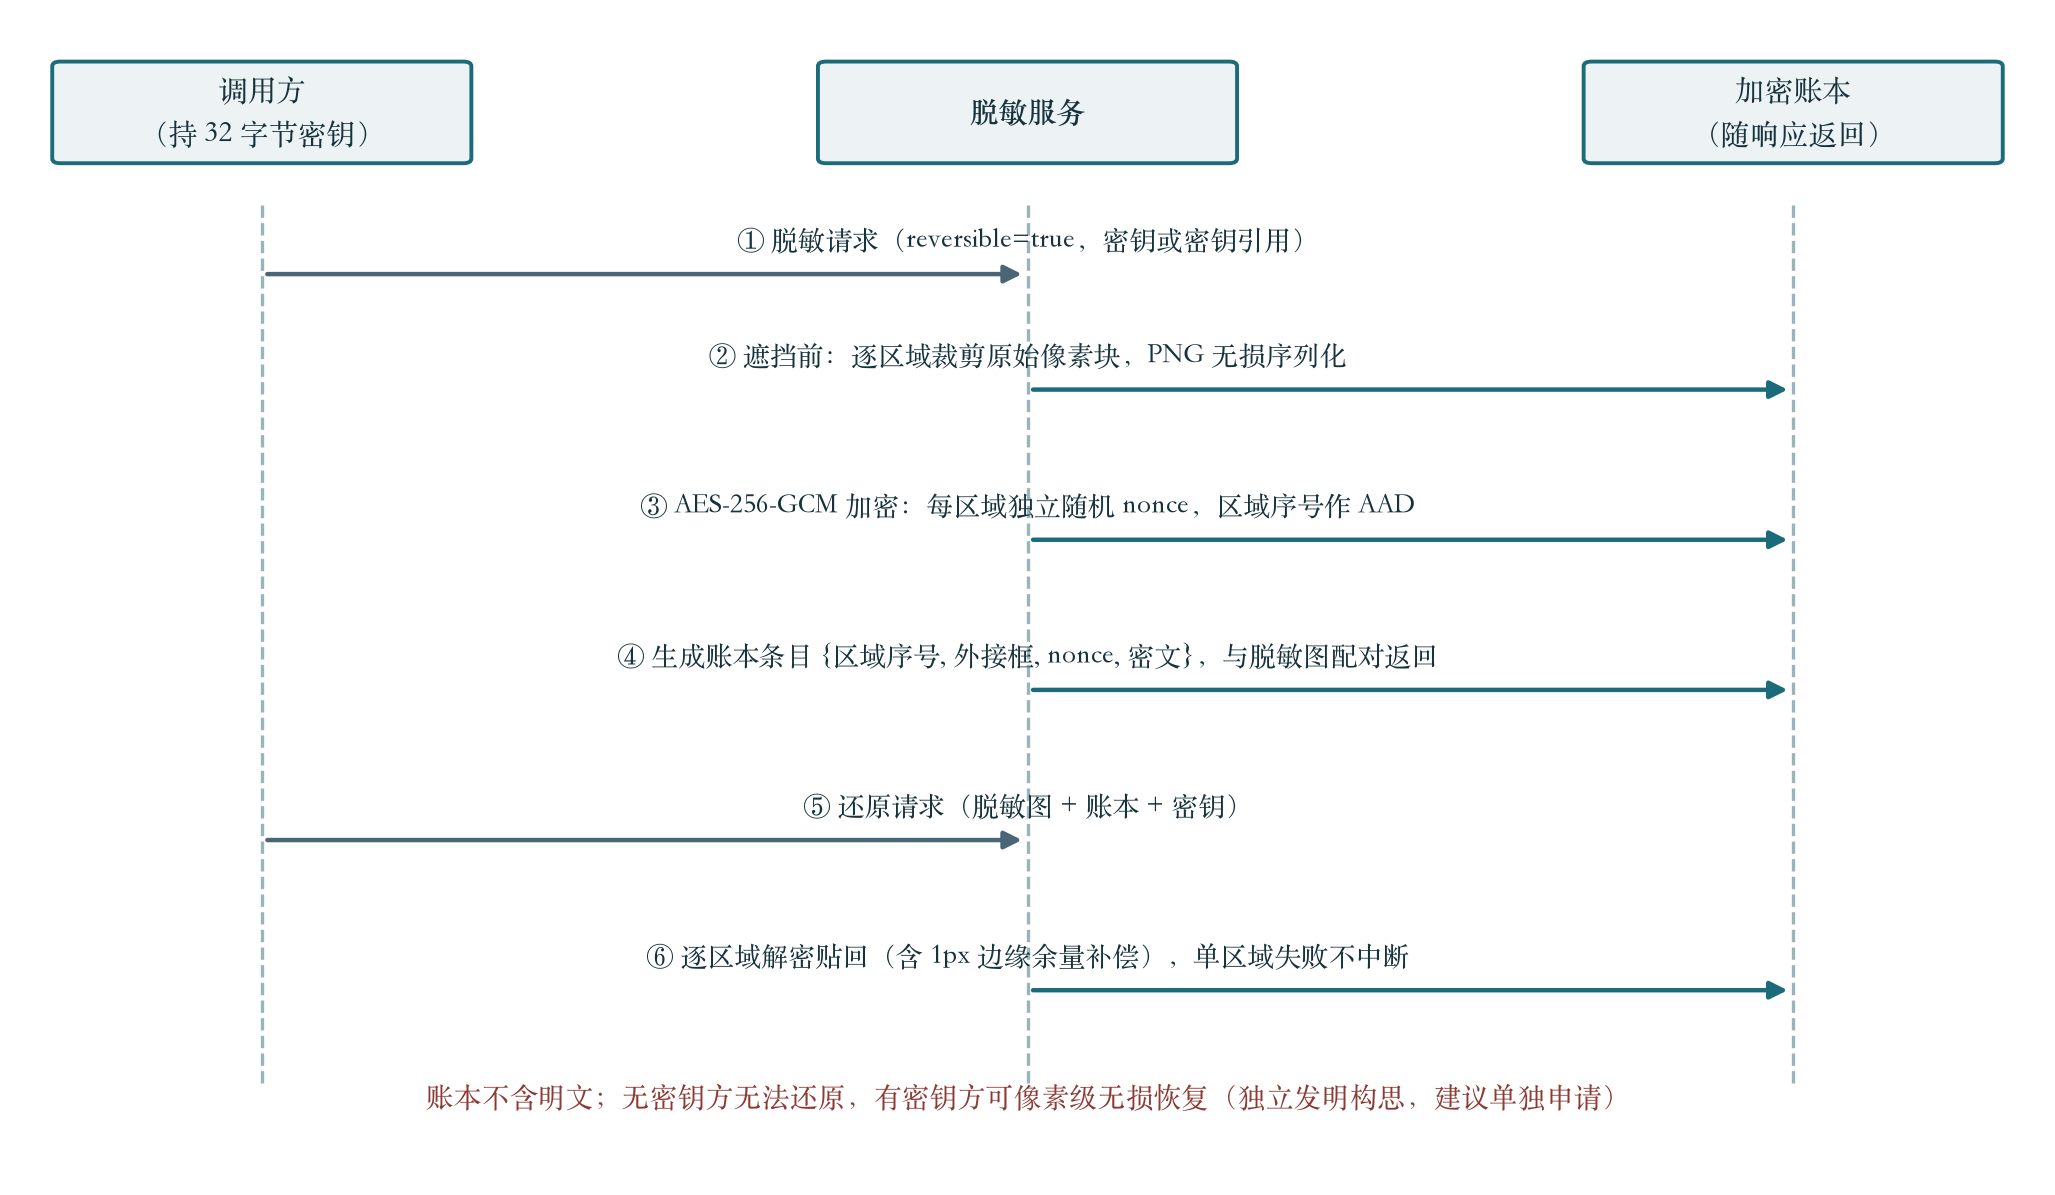 调用方
（持 32 字节密钥）
脱敏服务
加密账本
（随响应返回）
① 脱敏请求（reversible=true，密钥或密钥引用）
② 遮挡前：逐区域裁剪原始像素块，PNG 无损序列化
③ AES-256-GCM 加密：每区域独立随机 nonce，区域序号作 AAD
④ 生成账本条目 {区域序号, 外接框, nonce, 密文}，与脱敏图配对返回
⑤ 还原请求（脱敏图 + 账本 + 密钥）
⑥ 逐区域解密贴回（含 1px 边缘余量补偿），单区域失败不中断
账本不含明文；无密钥方无法还原，有密钥方可像素级无损恢复（独立发明构思，建议单独申请）